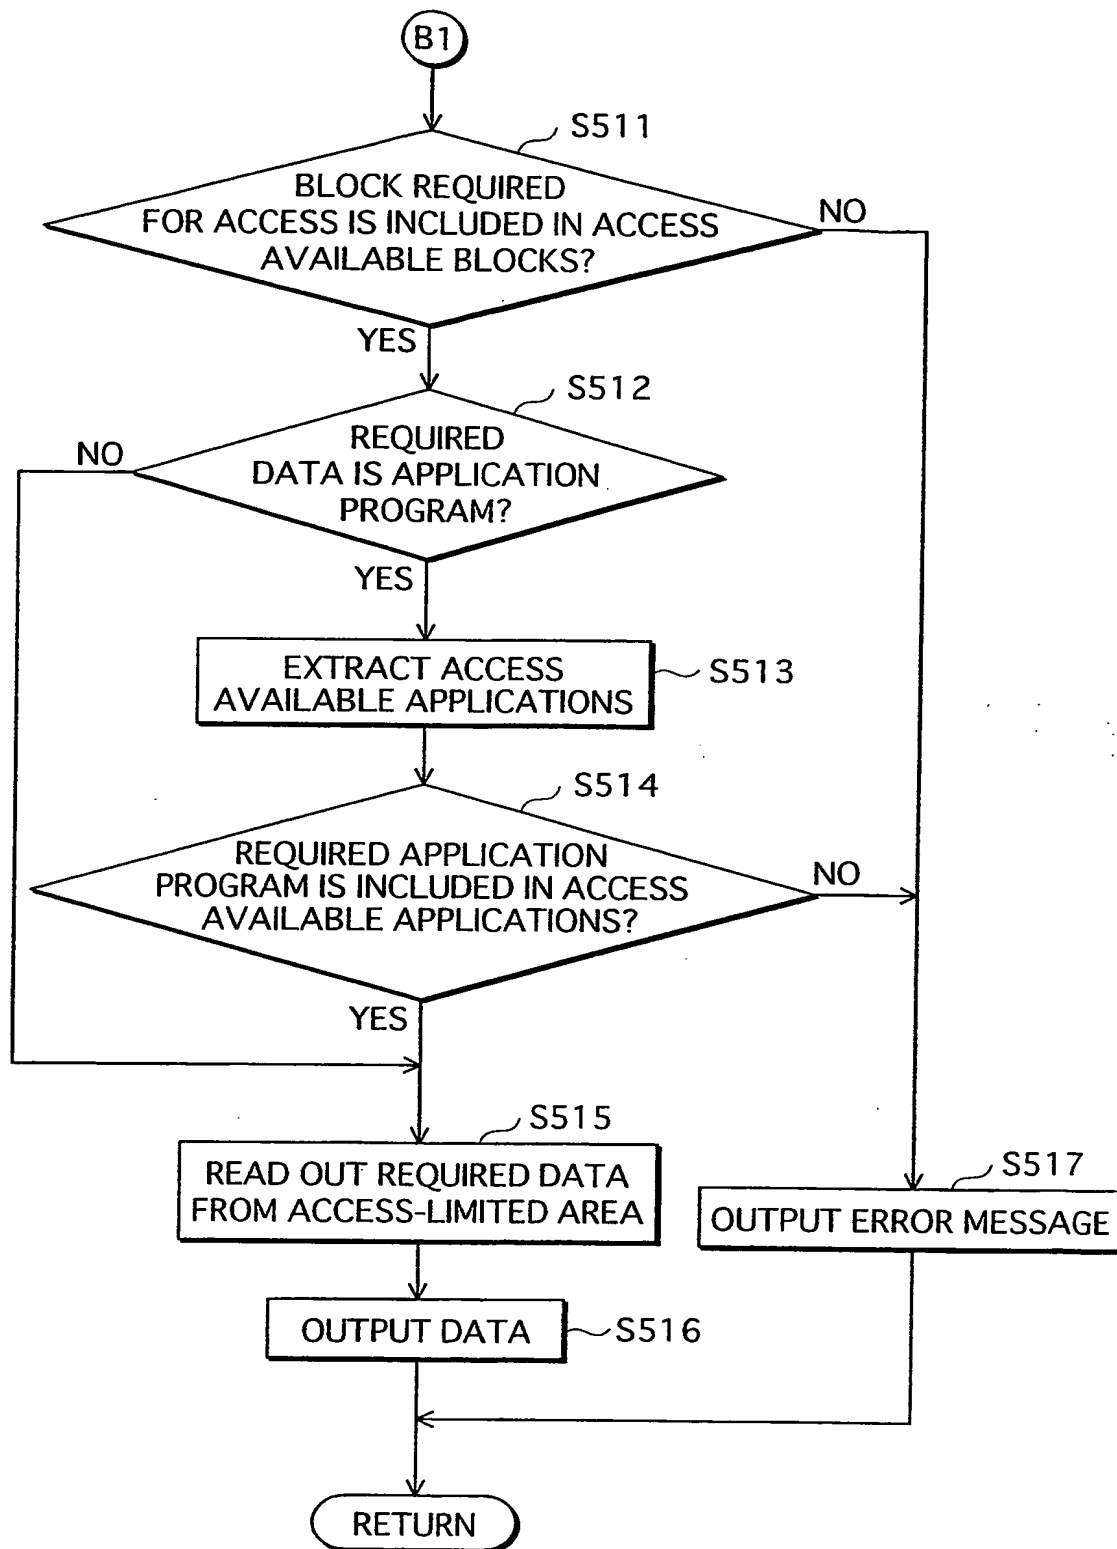 B1
S511
BLOCK REQUIRED
FOR ACCESS IS INCLUDED IN ACCESS
AVAILABLE BLOCKS?
NO
YES
S512
REQUIRED
DATA IS APPLICATION
PROGRAM?
NO
YES
EXTRACT ACCESS
AVAILABLE APPLICATIONS
S513
S514
REQUIRED APPLICATION
PROGRAM IS INCLUDED IN ACCESS
AVAILABLE APPLICATIONS?
NO
YES
S515
READ OUT REQUIRED DATA
FROM ACCESS-LIMITED AREA
S517
OUTPUT ERROR MESSAGE
OUTPUT DATA
S516
RETURN